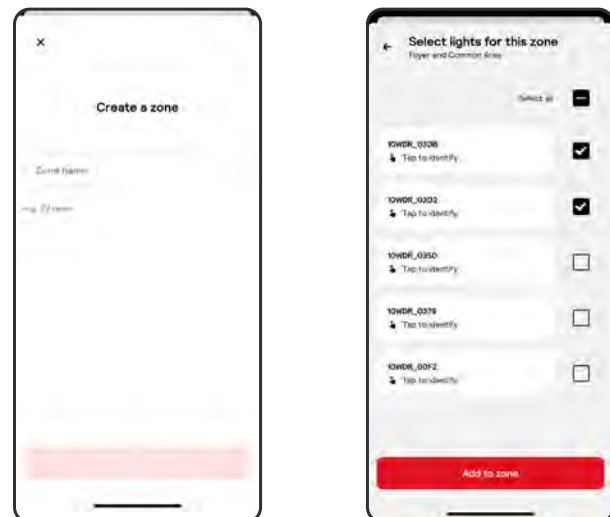 Create a zone
Zone name
Select lights for this zone
Foyer and Common Area
Select all
10WDR_03DB
Tap to identify
10WDR_03D2
Tap to identify
10WDR_035D
Tap to identify
10WDR_0379
Tap to identify
10WDR_00F2
Tap to identify
Add to zone